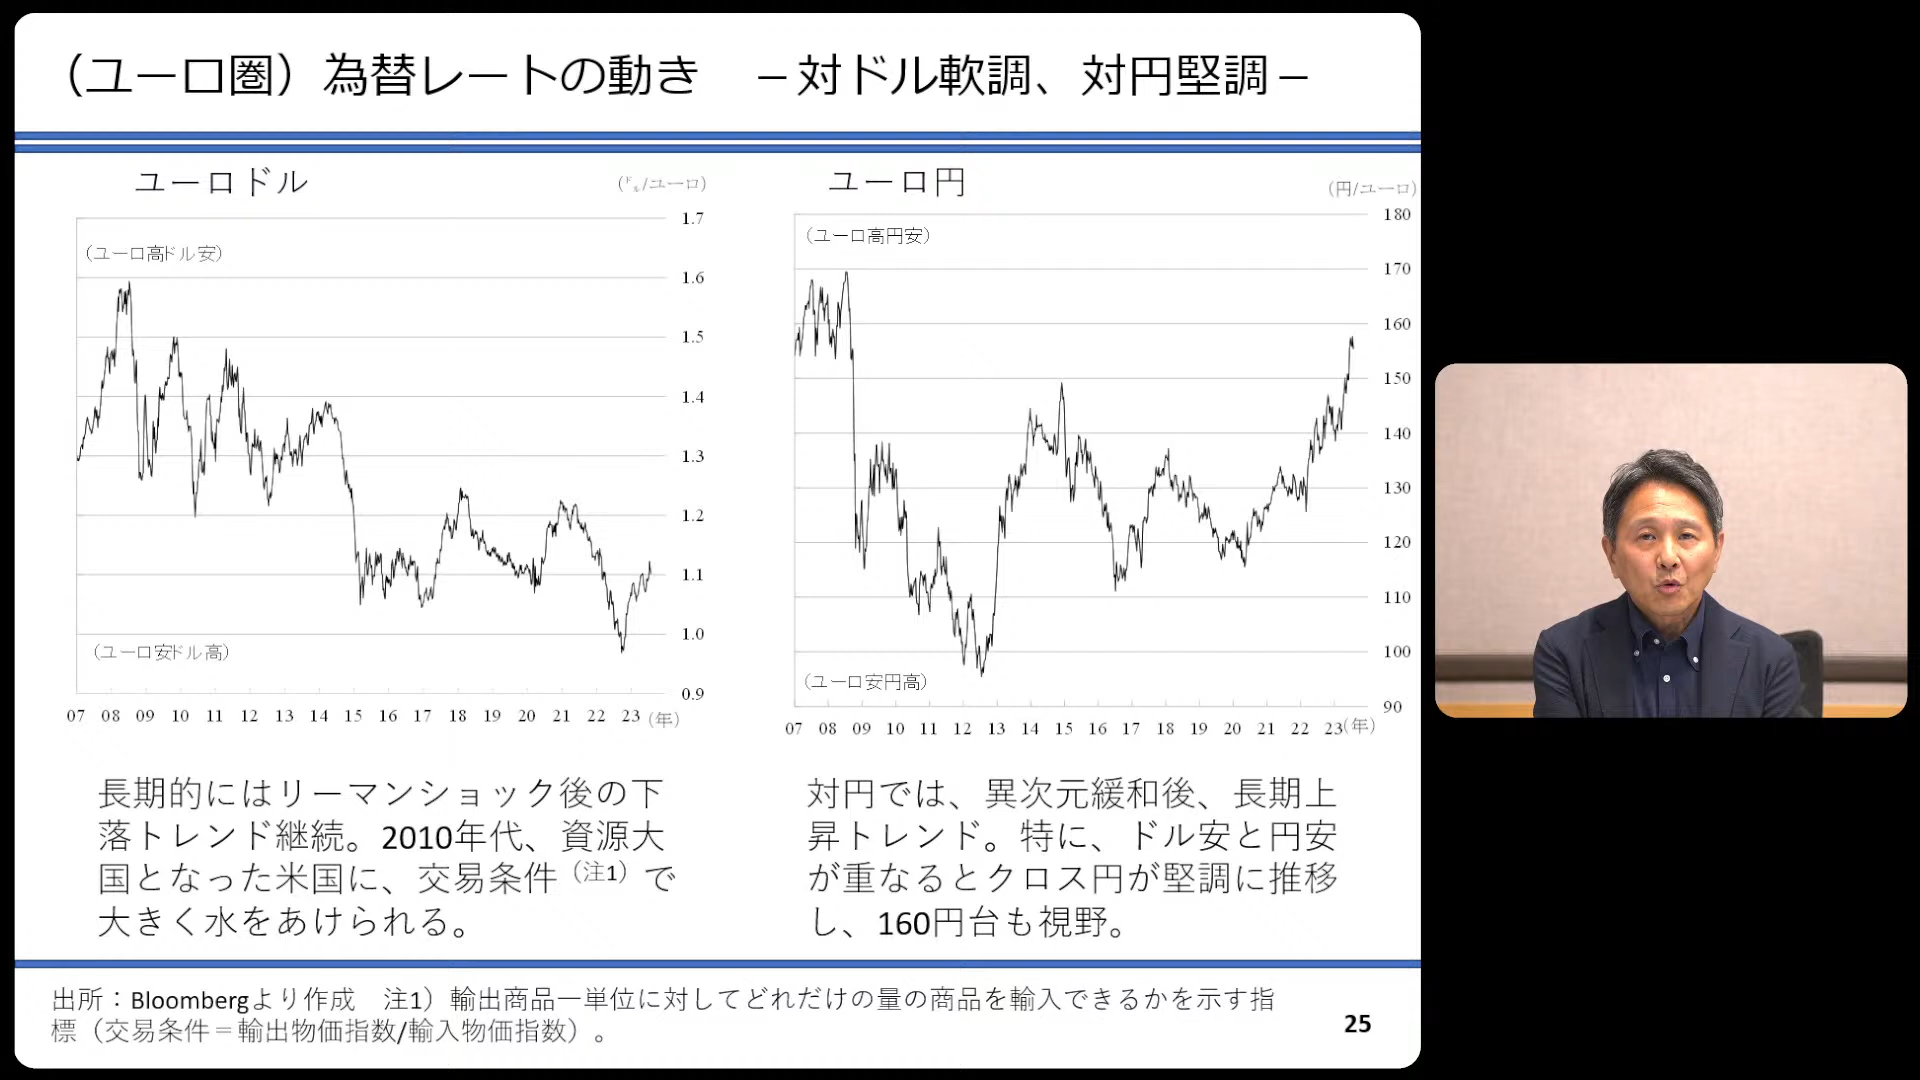 （ユーロ圏）為替レートの動き　－対ドル軟調、対円堅調－
ユーロドル
(ドル/ユーロ)
1.7
（ユーロ高ドル安）
1.6
1.5
1.4
1.3
1.2
1.1
1.0
（ユーロ安ドル高）
0.9
07 08 09 10 11 12 13 14 15 16 17 18 19 20 21 22 23 (年)
長期的にはリーマンショック後の下
落トレンド継続。2010年代、資源大
国となった米国に、交易条件（注1）で
大きく水をあけられる。
ユーロ円
(円/ユーロ)
180
（ユーロ高円安）
170
160
150
140
130
120
110
100
（ユーロ安円高）
90
07 08 09 10 11 12 13 14 15 16 17 18 19 20 21 22 23 (年)
対円では、異次元緩和後、長期上
昇トレンド。特に、ドル安と円安
が重なるとクロス円が堅調に推移
し、160円台も視野。
出所：Bloombergより作成　注1）輸出商品一単位に対してどれだけの量の商品を輸入できるかを示す指
標（交易条件＝輸出物価指数/輸入物価指数）。
25